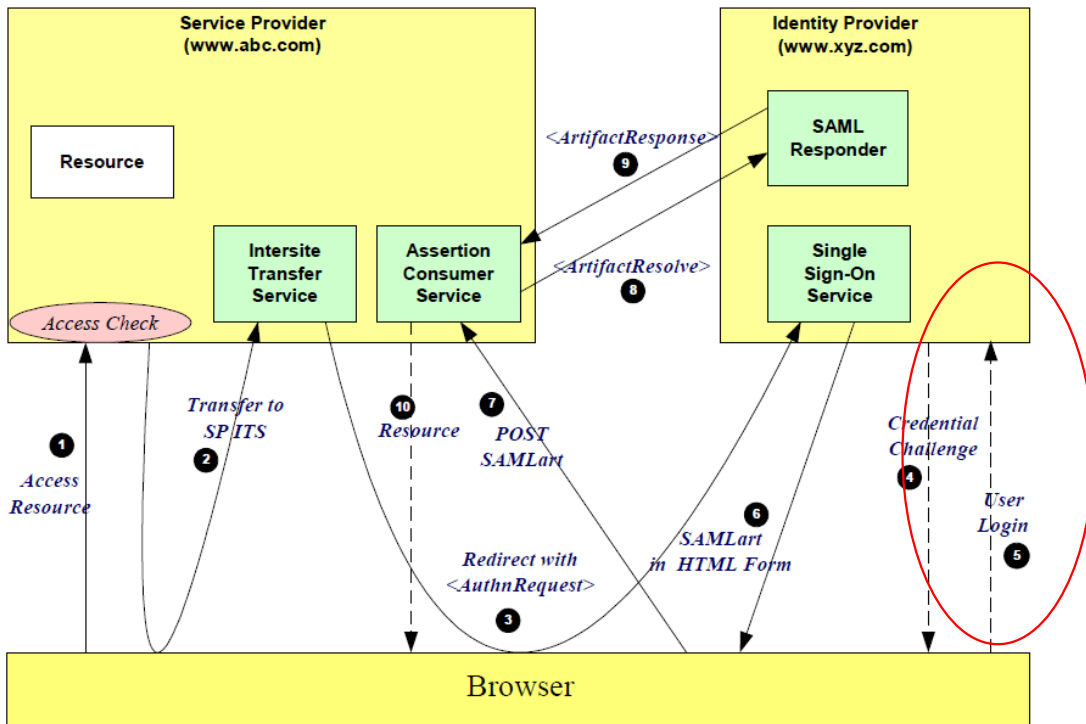 Service Provider
(www.abc.com)
Identity Provider
(www.xyz.com)
Resource
<ArtifactResponse>
9
SAML
Responder
Intersite
Transfer
Service
Assertion
Consumer
Service
<ArtifactResolve>
8
Single
Sign-On
Service
Access Check
1
Access
Resource
Transfer to
SP ITS
2
10
Resource
7
POST
SAMLart
Credential
Challenge
4
User
Login
5
6
SAMLart
in HTML Form
Redirect with
<AuthnRequest>
3
Browser